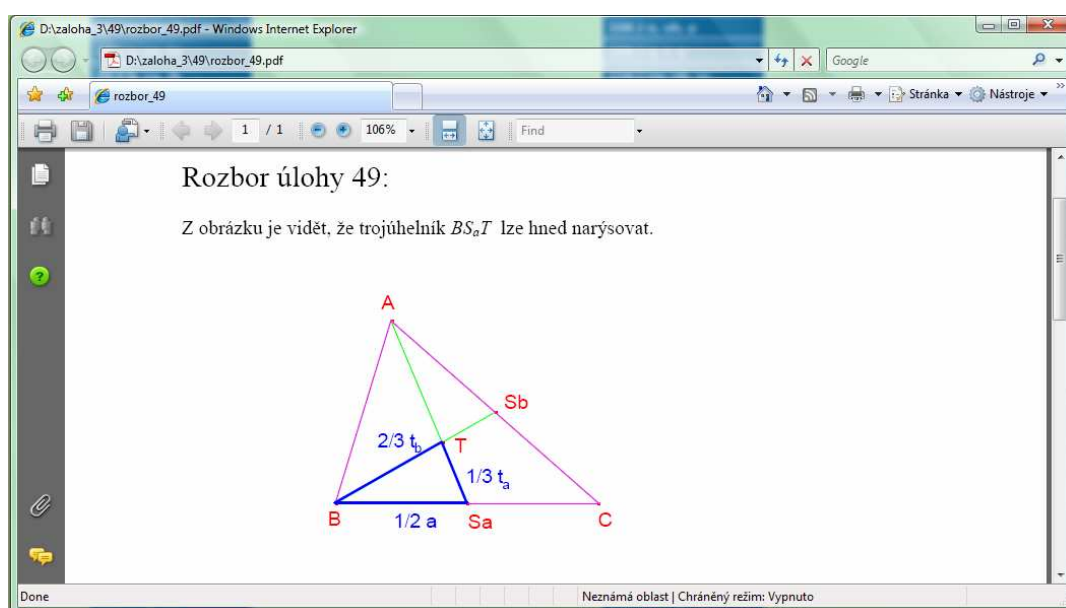 D:\zaloha_3\49\rozbor_49.pdf - Windows Internet Explorer
D:\zaloha_3\49\rozbor_49.pdf
Google
rozbor_49
Stránka
Nástroje
1 / 1
106%
Find
Rozbor úlohy 49:
Z obrázku je vidět, že trojúhelník BSₐT lze hned narýsovat.
A
Sb
2/3 t_b
T
1/3 t_a
B
1/2 a
Sa
C
Done
Neznámá oblast | Chráněný režim: Vypnuto